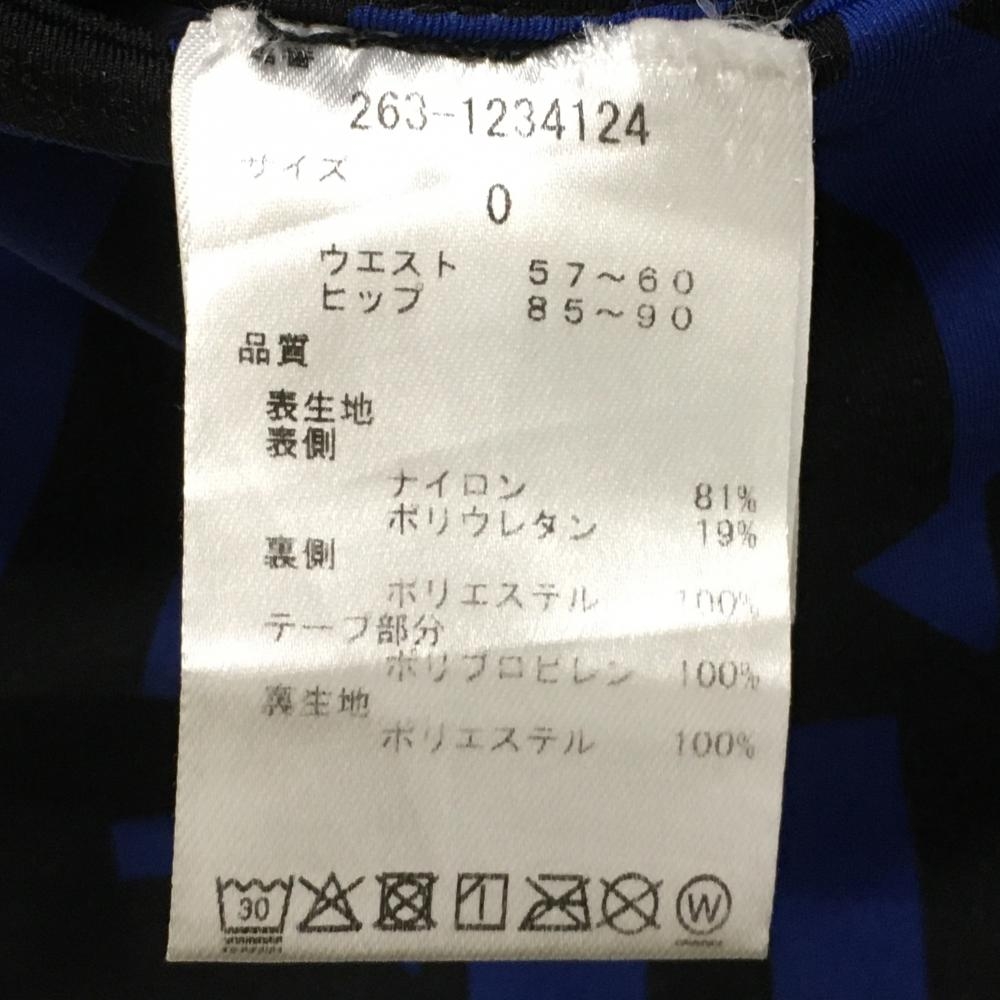 263-1234124
サイズ
0
ウエスト 57～60
ヒップ 85～90
品質
表生地
表側
ナイロン 81%
ポリウレタン 19%
裏側
ポリエステル 100%
テープ部分
ポリプロピレン 100%
裏生地
ポリエステル 100%
30 W